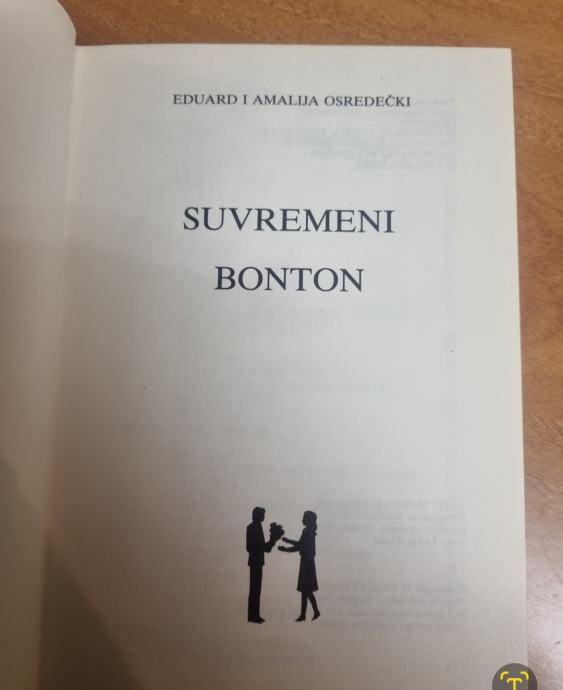 EDUARD I AMALIJA OSREDEČKI
SUVREMENI
BONTON